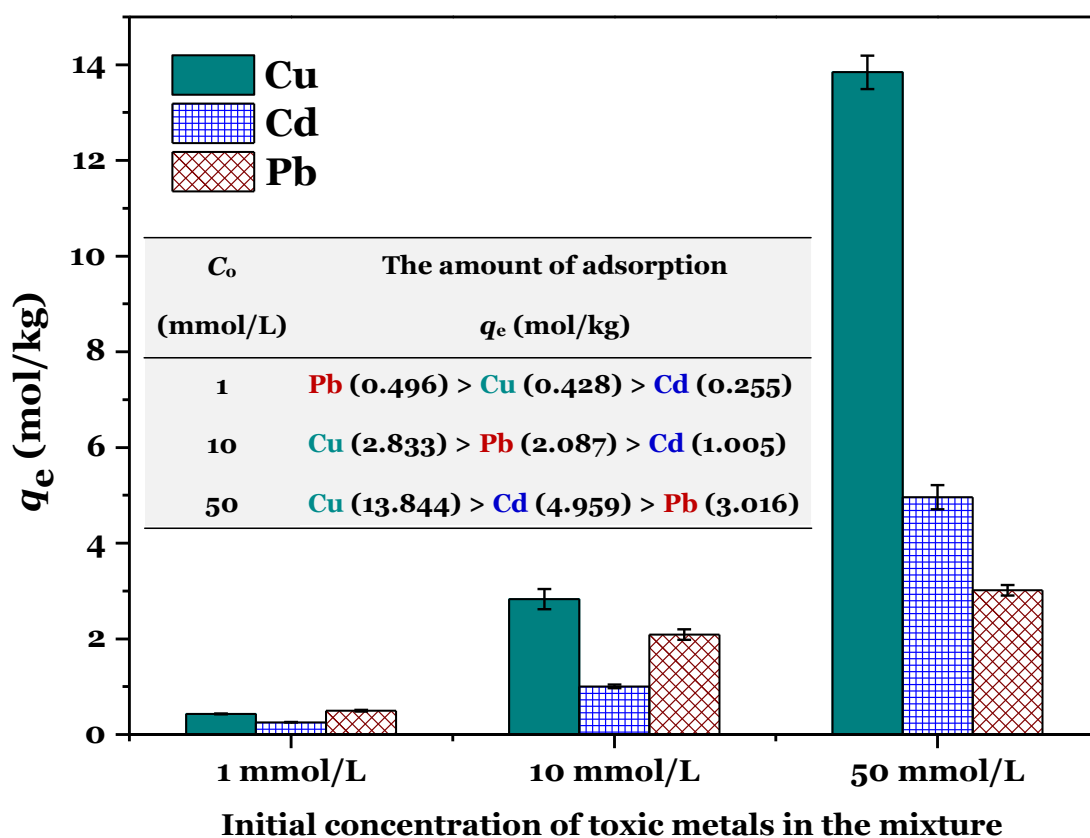 14
12
10
8
6
4
2
0
qe (mol/kg)
Cu
Cd
Pb
Co The amount of adsorption
(mmol/L) qe (mol/kg)
1 Pb (0.496) > Cu (0.428) > Cd (0.255)
10 Cu (2.833) > Pb (2.087) > Cd (1.005)
50 Cu (13.844) > Cd (4.959) > Pb (3.016)
1 mmol/L 10 mmol/L 50 mmol/L
Initial concentration of toxic metals in the mixture